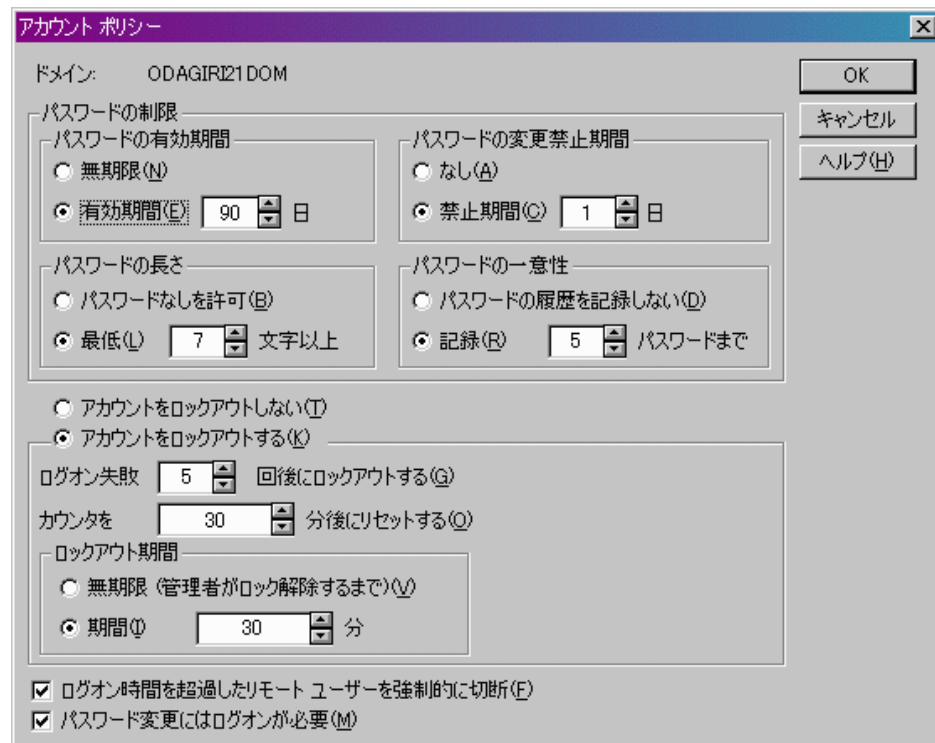 アカウント ポリシー
ドメイン: ODAGIRI21DOM
OK
キャンセル
ヘルプ(H)
パスワードの制限
パスワードの有効期間
無期限(N)
有効期間(E) 90 日
パスワードの変更禁止期間
なし(A)
禁止期間(C) 1 日
パスワードの長さ
パスワードなしを許可(B)
最低(L) 7 文字以上
パスワードの一意性
パスワードの履歴を記録しない(D)
記録(R) 5 パスワードまで
アカウントをロックアウトしない(T)
アカウントをロックアウトする(K)
ログオン失敗 5 回後にロックアウトする(G)
カウンタを 30 分後にリセットする(O)
ロックアウト期間
無期限 (管理者がロック解除するまで)(V)
期間(I) 30 分
ログオン時間を超過したリモート ユーザーを強制的に切断(F)
パスワード変更にはログオンが必要(M)